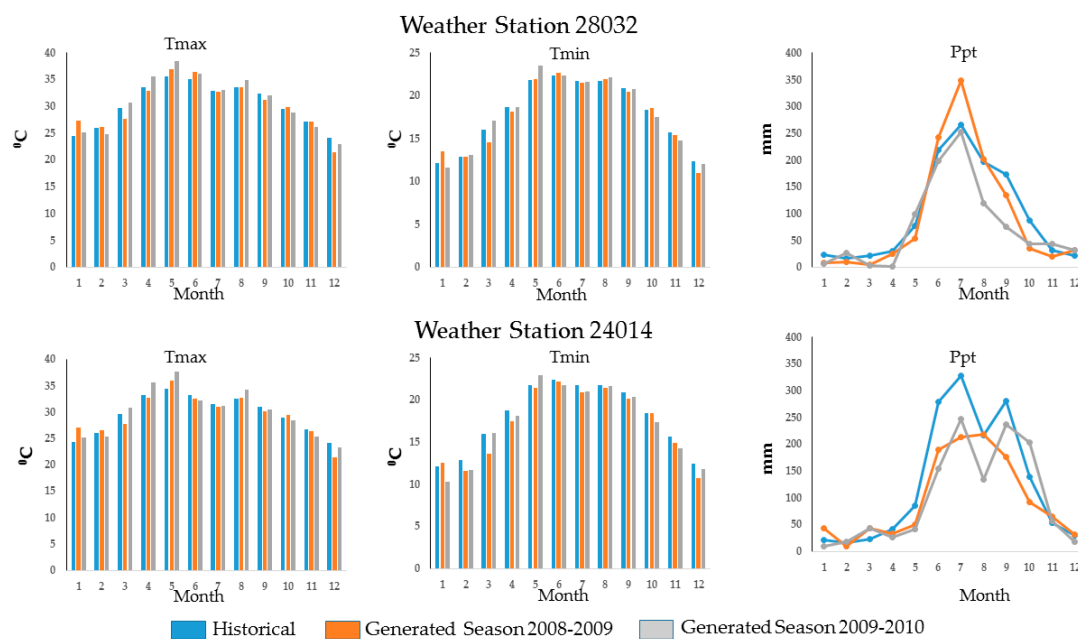 Weather Station 28032
Tmax
Tmin
Ppt
⁰C
40
35
30
25
20
15
10
5
0
1 2 3 4 5 6 7 8 9 10 11 12
Month
⁰C
25
20
15
10
5
0
1 2 3 4 5 6 7 8 9 10 11 12
Month
mm
400
350
300
250
200
150
100
50
0
1 2 3 4 5 6 7 8 9 10 11 12
Month
Weather Station 24014
Tmax
Tmin
Ppt
⁰C
40
35
30
25
20
15
10
5
0
1 2 3 4 5 6 7 8 9 10 11 12
Month
⁰C
25
20
15
10
5
0
1 2 3 4 5 6 7 8 9 10 11 12
Month
mm
400
350
300
250
200
150
100
50
0
1 2 3 4 5 6 7 8 9 10 11 12
Month
Historical
Generated Season 2008-2009
Generated Season 2009-2010